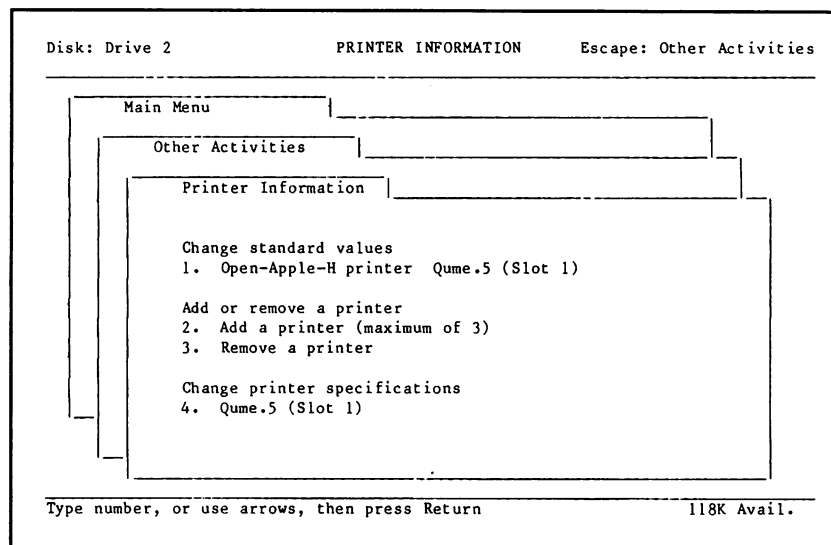 Disk: Drive 2 PRINTER INFORMATION Escape: Other Activities
Main Menu
Other Activities
Printer Information
Change standard values
1. Open-Apple-H printer Qume.5 (Slot 1)
Add or remove a printer
2. Add a printer (maximum of 3)
3. Remove a printer
Change printer specifications
4. Qume.5 (Slot 1)
Type number, or use arrows, then press Return 118K Avail.